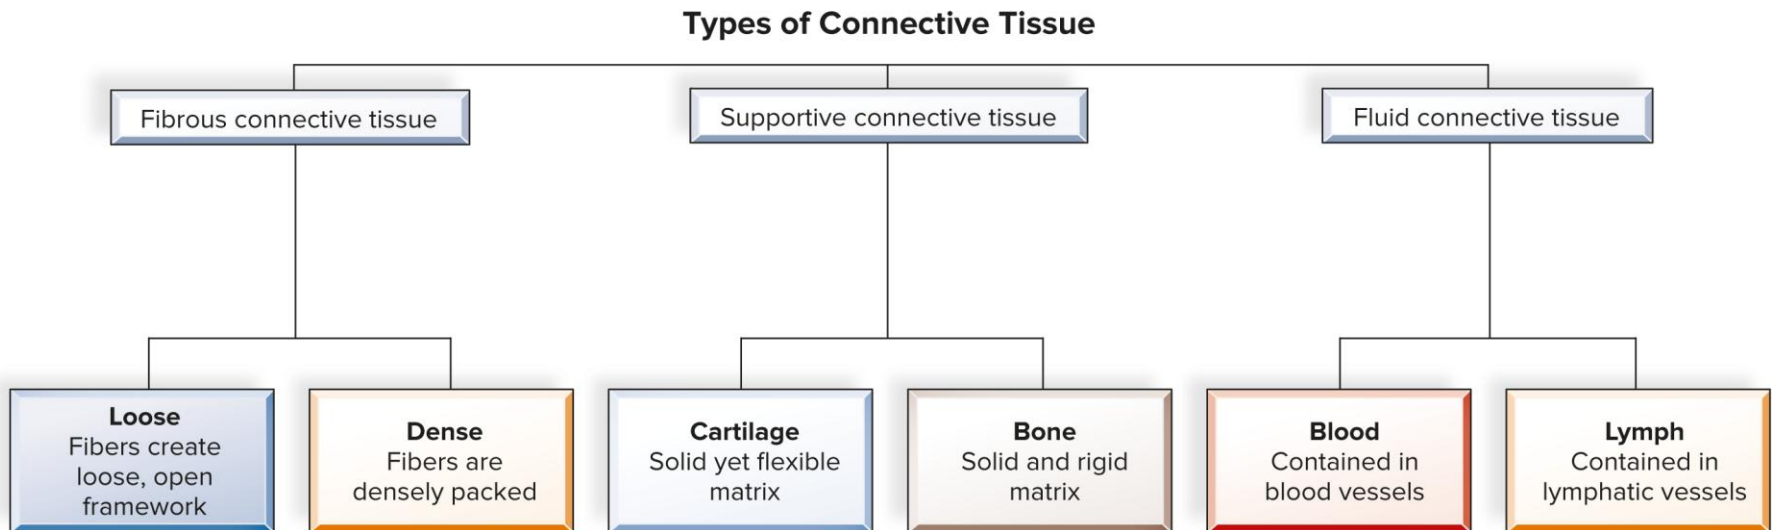 Types of Connective Tissue
Fibrous connective tissue
Supportive connective tissue
Fluid connective tissue
Loose
Fibers create
loose, open
framework
Dense
Fibers are
densely packed
Cartilage
Solid yet flexible
matrix
Bone
Solid and rigid
matrix
Blood
Contained in
blood vessels
Lymph
Contained in
lymphatic vessels